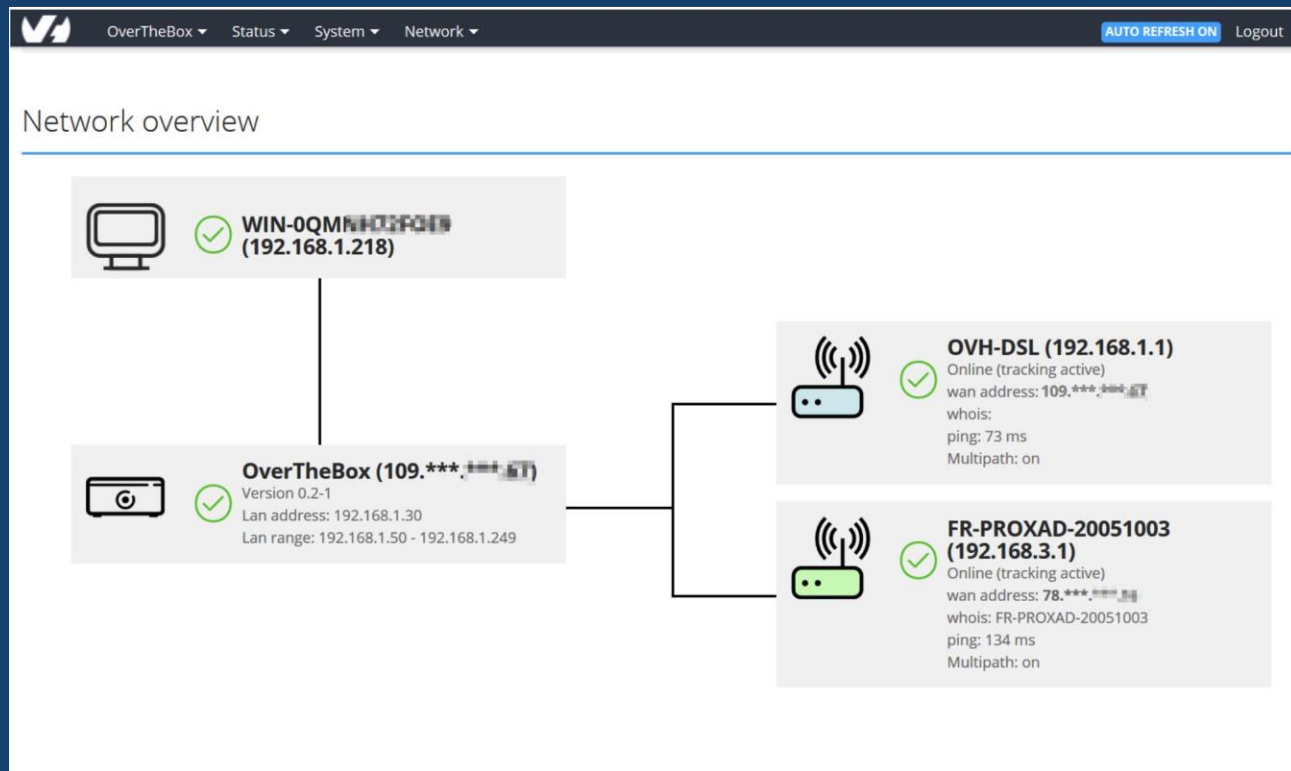 OverTheBox Status System Network AUTO REFRESH ON Logout
Network overview
WIN-0QM
(192.168.1.218)
OverTheBox (109.***.
Version 0.2-1
Lan address: 192.168.1.30
Lan range: 192.168.1.50 - 192.168.1.249
OVH-DSL (192.168.1.1)
Online (tracking active)
wan address: 109.***.
whois:
ping: 73 ms
Multipath: on
FR-PROXAD-20051003
(192.168.3.1)
Online (tracking active)
wan address: 78.***.
whois: FR-PROXAD-20051003
ping: 134 ms
Multipath: on